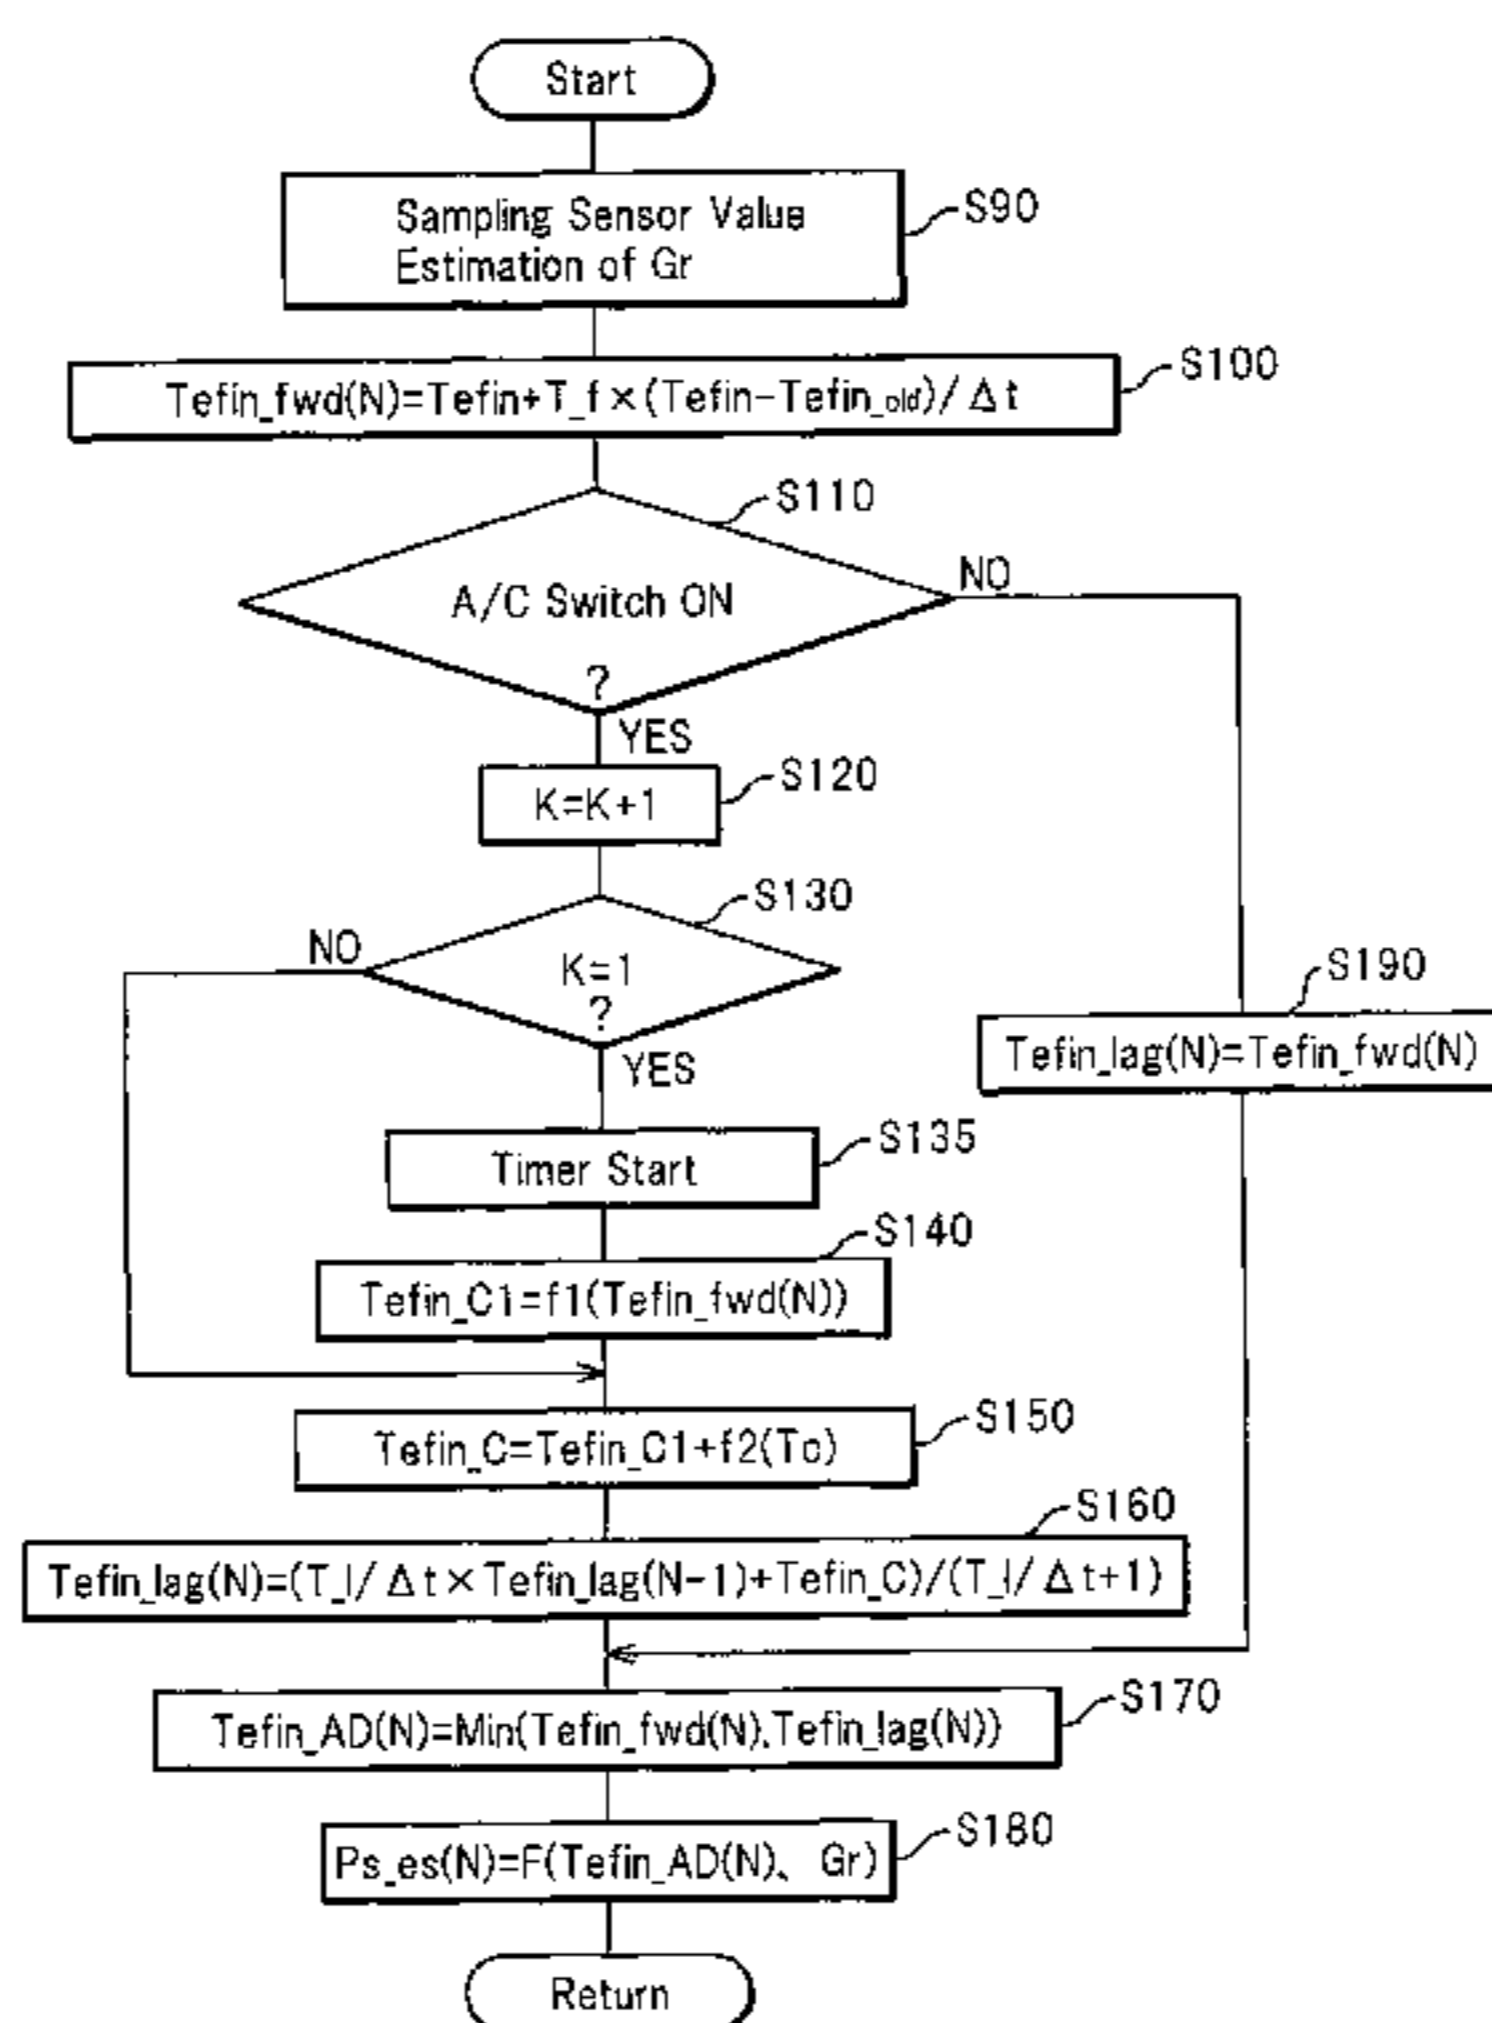 Start
Sampling Sensor Value
Estimation of Gr
S90
Tefin_fwd(N)=Tefin+T_f×(Tefin-Tefin_old)/Δt
S100
S110
A/C Switch ON
?
NO
YES
K=K+1
S120
S130
NO
K=1
?
YES
S190
Tefin_lag(N)=Tefin_fwd(N)
Timer Start
S135
S140
Tefin_C1=f1(Tefin_fwd(N))
Tefin_C=Tefin_C1+f2(Tc)
S150
S160
Tefin_lag(N)=(T_l/Δt×Tefin_lag(N-1)+Tefin_C)/(T_l/Δt+1)
Tefin_AD(N)=Min(Tefin_fwd(N),Tefin_lag(N))
S170
Ps_es(N)=F(Tefin_AD(N)、Gr)
S180
Return